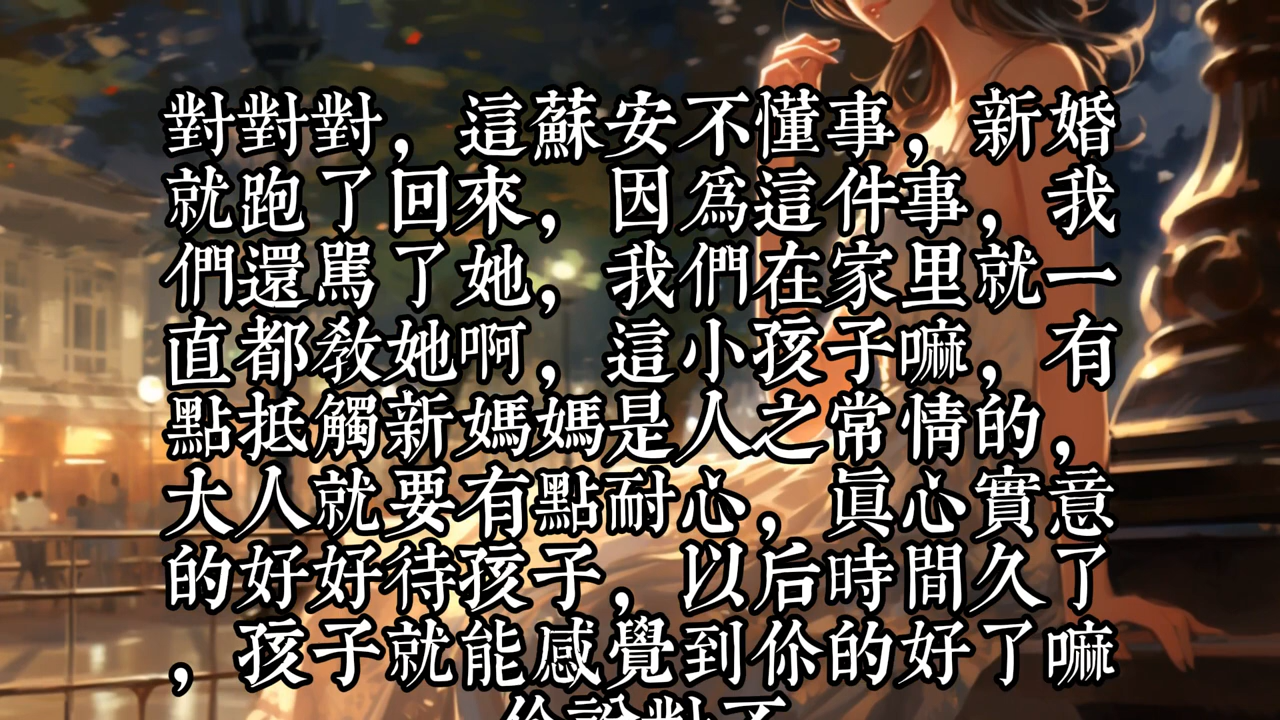 對對對，這蘇安不懂事，新婚
就跑了回來，因爲這件事，我
們還駡了她，我們在家里就一
直都教她啊，這小孩子嘛，有
點抵觸新媽媽是人之常情的，
大人就要有點耐心，眞心實意
的好好待孩子，以后時間久了
，孩子就能感覺到你的好了嘛